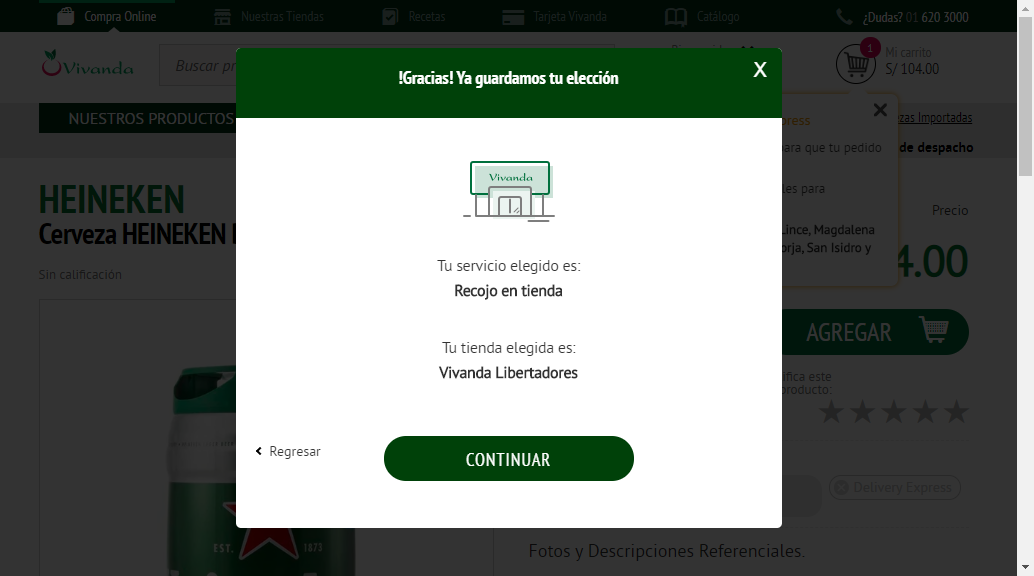 Compra Online
Nuestras Tiendas
Recetas
Tarjeta Vivanda
Catálogo
¿Dudas? 01 620 3000
Vivanda
Buscar pr
1
Mi carrito
S/ 104.00
!Gracias! Ya guardamos tu elección
X
NUESTROS PRODUCTOS
ezas Importadas
ress
para que tu pedido
de despacho
les para
Lince, Magdalena
orja, San Isidro y
Precio
4.00
HEINEKEN
Cerveza HEINEKEN
Sin calificación
Vivanda
Tu servicio elegido es:
Recojo en tienda
Tu tienda elegida es:
Vivanda Libertadores
Regresar
CONTINUAR
AGREGAR
ifica este
producto:
Delivery Express
EST.
1873
Fotos y Descripciones Referenciales.